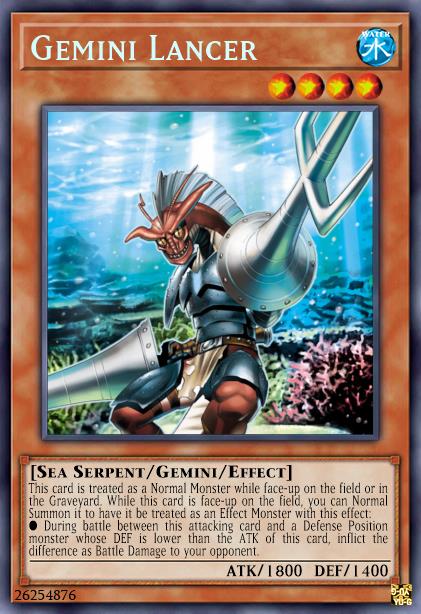 GEMINI LANCER
WATER
水
[SEA SERPENT/GEMINI/EFFECT]
This card is treated as a Normal Monster while face-up on the field or in
the Graveyard. While this card is face-up on the field, you can Normal
Summon it to have it be treated as an Effect Monster with this effect:
● During battle between this attacking card and a Defense Position
monster whose DEF is lower than the ATK of this card, inflict the
difference as Battle Damage to your opponent.
ATK/1800 DEF/1400
26254876